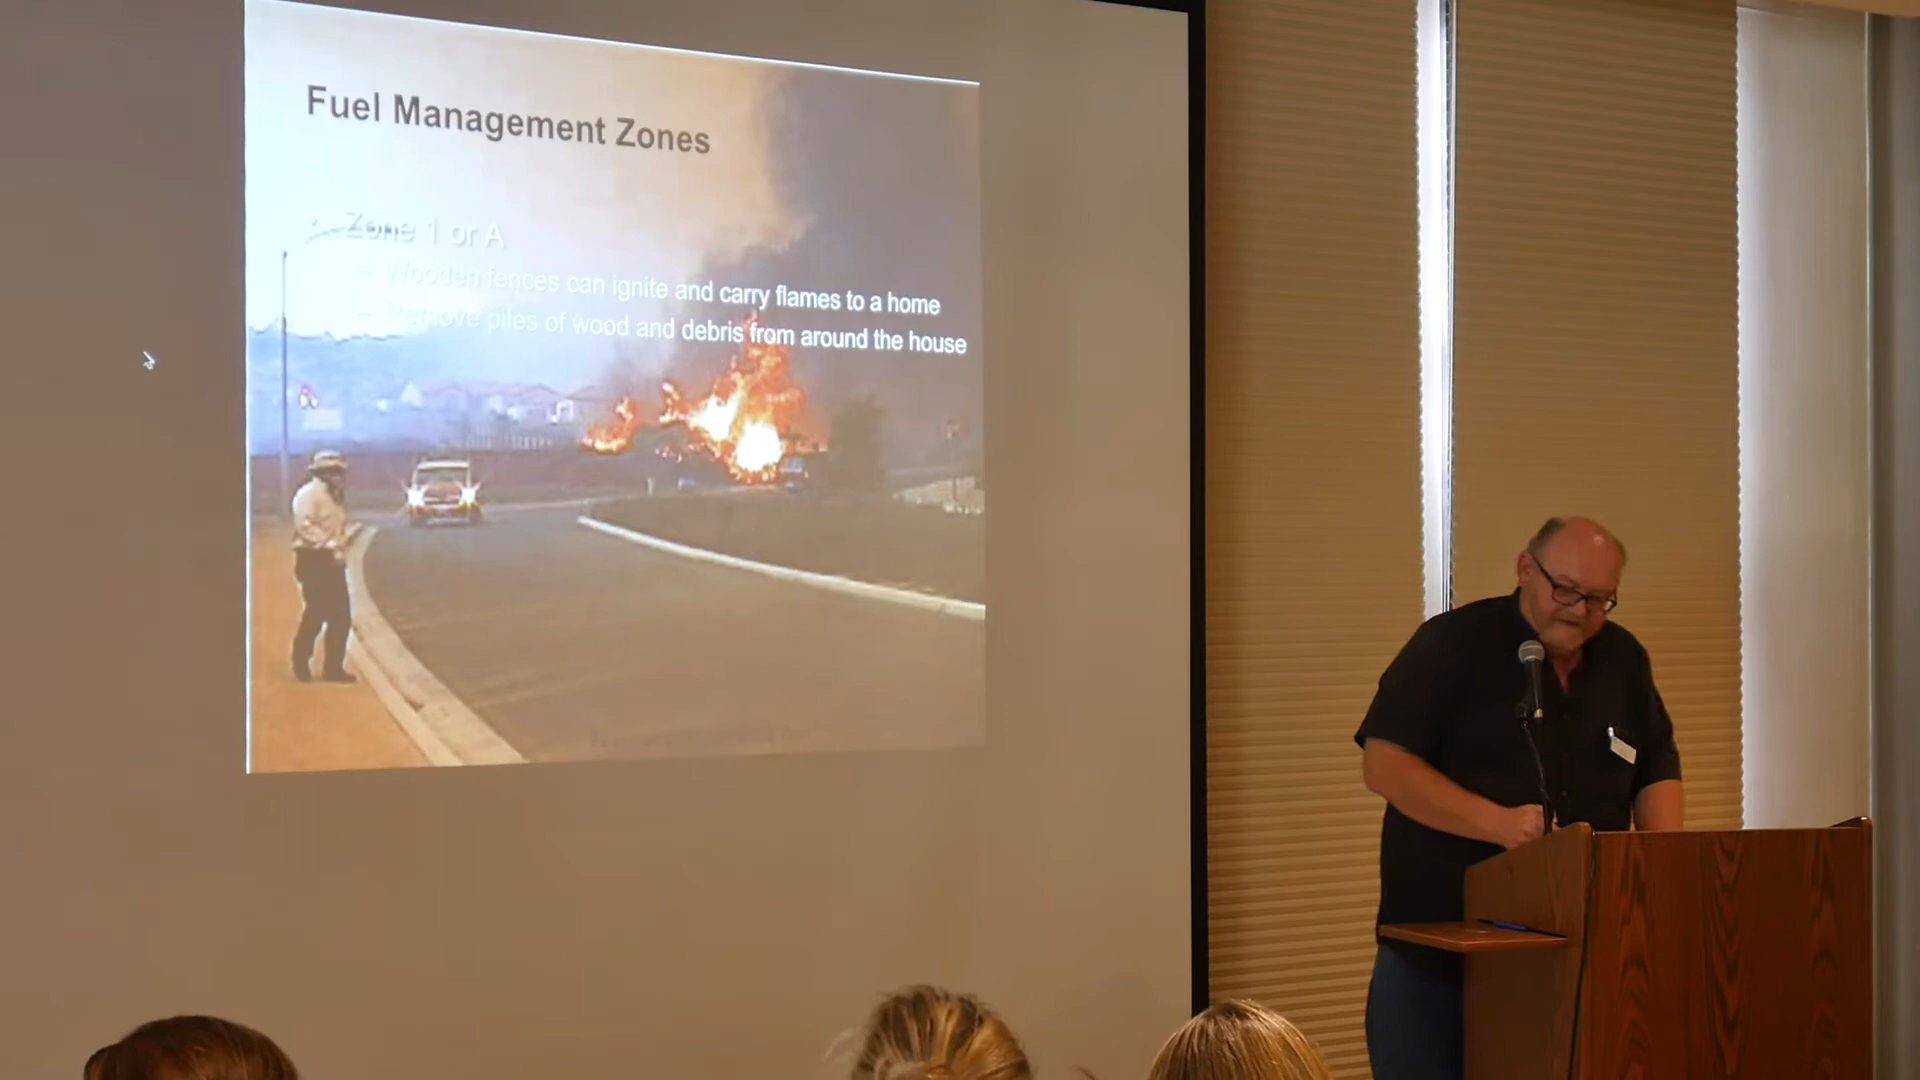 Fuel Management Zones
• Zone 1 or A
– Wooden fences can ignite and carry flames to a home
– Remove piles of wood and debris from around the house